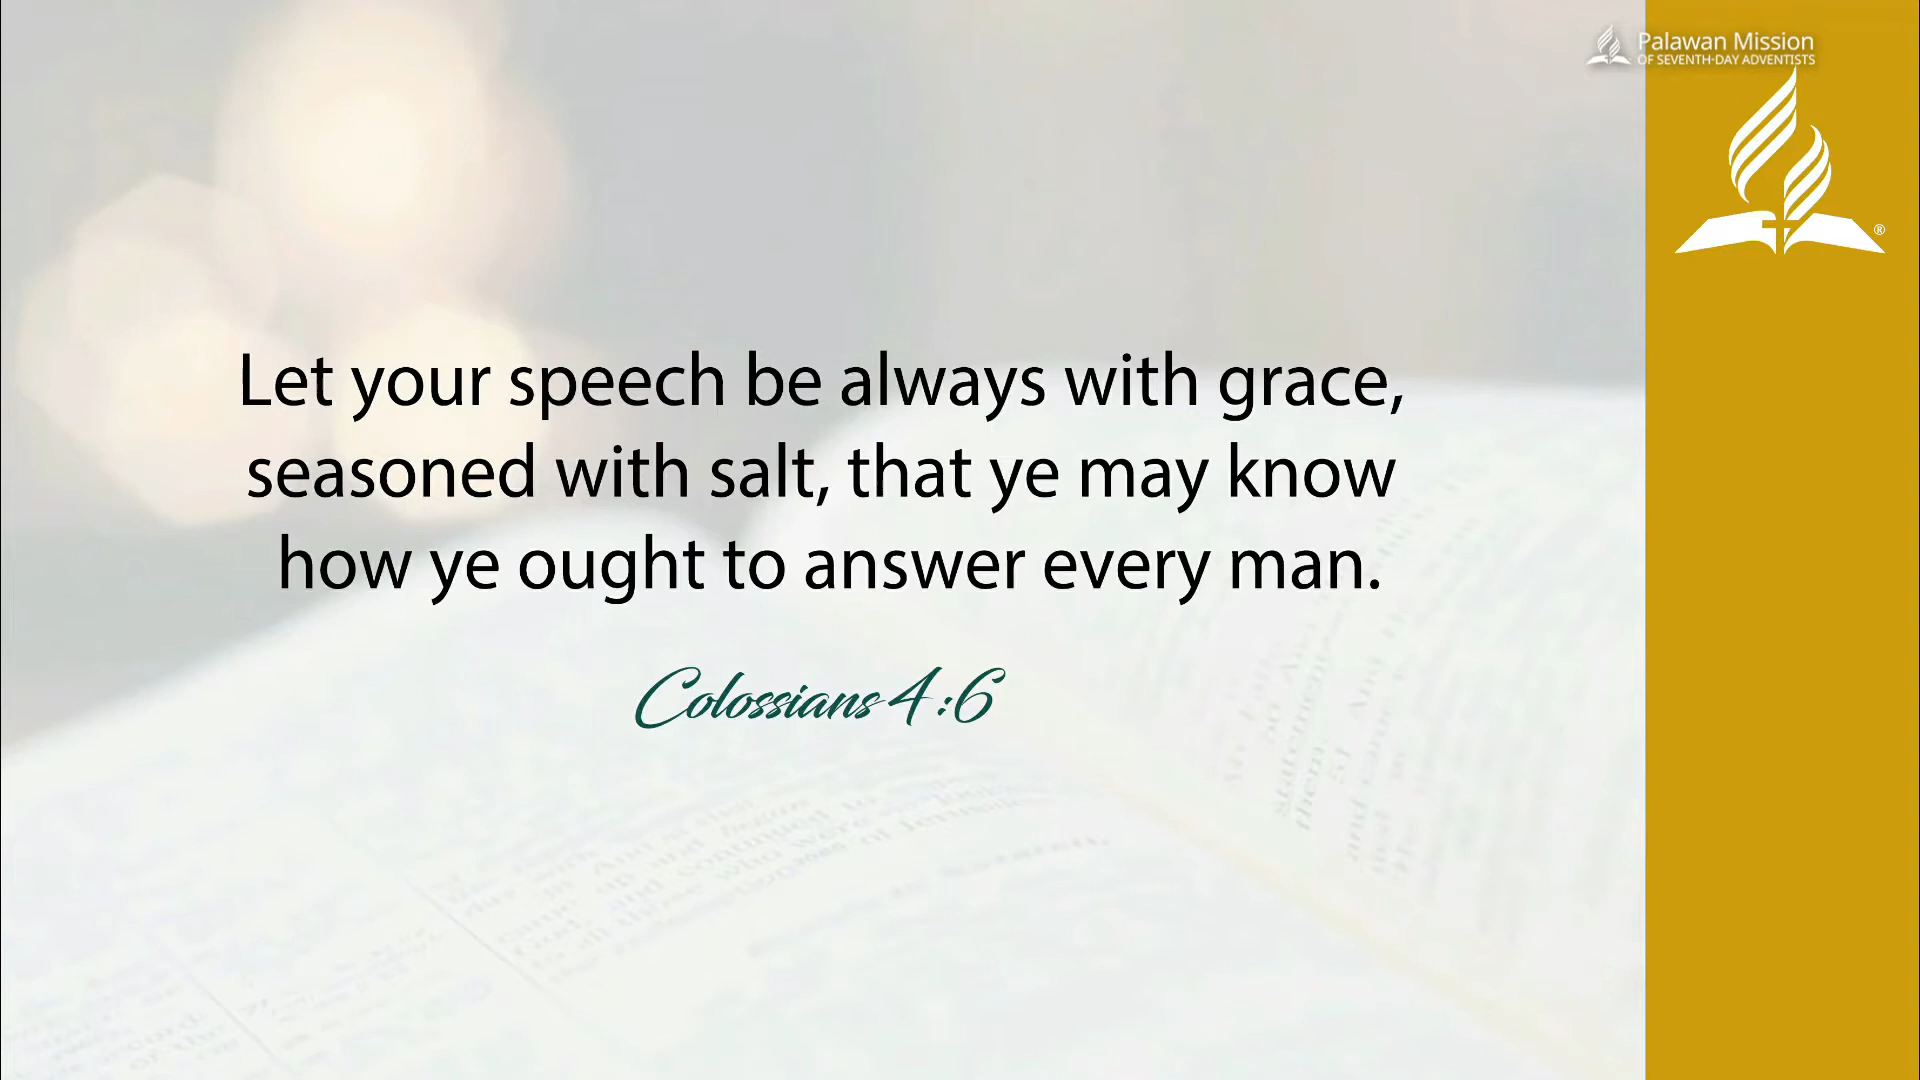 Palawan Mission
OF SEVENTH-DAY ADVENTISTS
®
Let your speech be always with grace,
seasoned with salt, that ye may know
how ye ought to answer every man.
Colossians 4:6